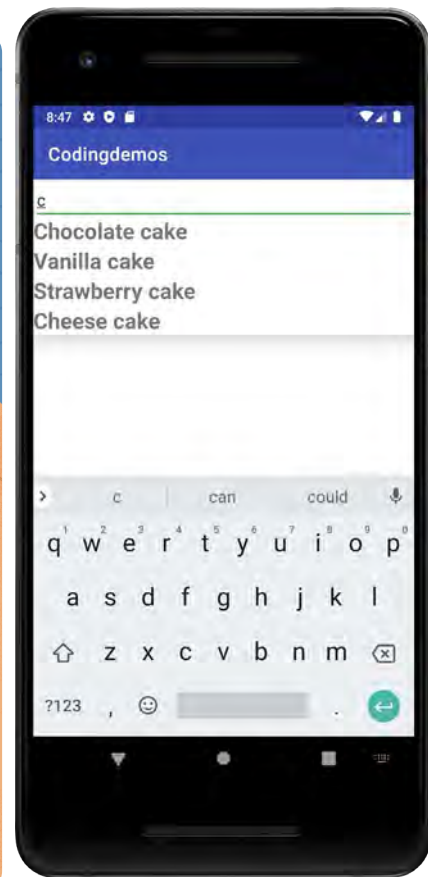 8:47
Codingdemos
c
Chocolate cake
Vanilla cake
Strawberry cake
Cheese cake
c can could
1 2 3 4 5 6 7 8 9 0
q w e r t y u i o p
a s d f g h j k l
z x c v b n m
?123 , .